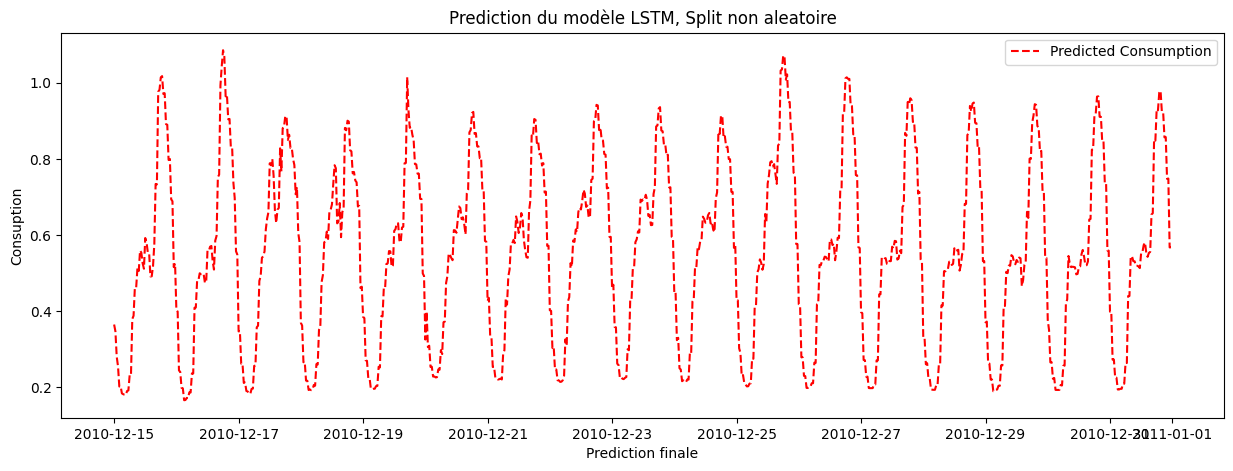 Prediction du modèle LSTM, Split non aleatoire
Predicted Consumption
Consuption
1.0
0.8
0.6
0.4
0.2
2010-12-15 2010-12-17 2010-12-19 2010-12-21 2010-12-23 2010-12-25 2010-12-27 2010-12-29 2010-12-31 2011-01-01
Prediction finale